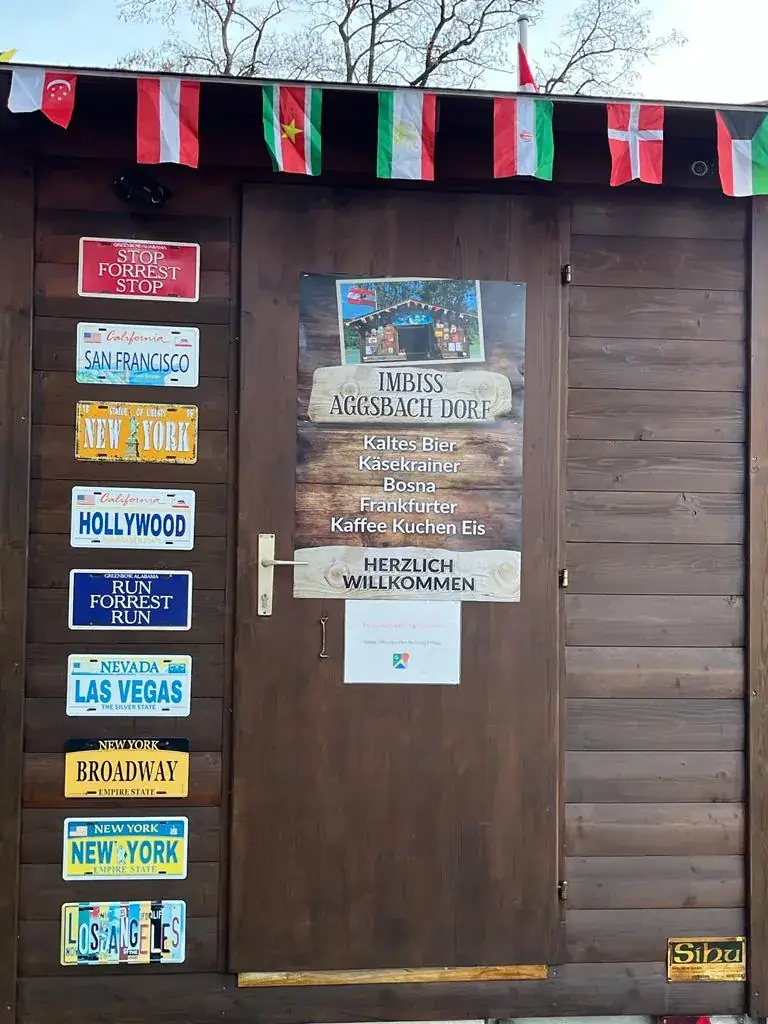 GREENBOW, ALABAMA
STOP
FORREST
STOP
California
SAN FRANCISCO
STATUE OF LIBERTY
NEW YORK
California
HOLLYWOOD
GREENBOW, ALABAMA
RUN
FORREST
RUN
NEVADA
LAS VEGAS
THE SILVER STATE
NEW YORK
BROADWAY
EMPIRE STATE
NEW YORK
NEW YORK
EMPIRE STATE
LOS ANGELES
IMBISS
AGGSBACH DORF
Kaltes Bier
Käsekrainer
Bosna
Frankfurter
Kaffee Kuchen Eis
HERZLICH
WILLKOMMEN
Sihu